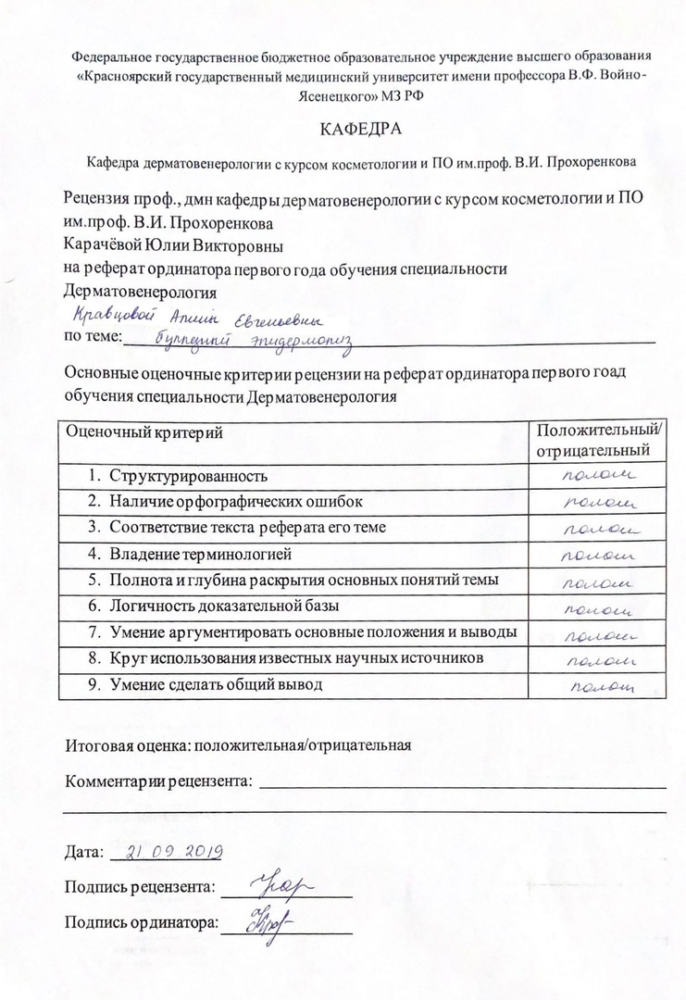 Федеральное государственное бюджетное образовательное учреждение высшего образования
«Красноярский государственный медицинский университет имени профессора В.Ф. Войно-
Ясенецкого» МЗ РФ
КАФЕДРА
Кафедра дерматовенерологии с курсом косметологии и ПО им.проф. В.И. Прохоренкова
Рецензия проф., дмн кафедры дерматовенерологии с курсом косметологии и ПО
им.проф. В.И. Прохоренкова
Карачёвой Юлии Викторовны
на реферат ординатора первого года обучения специальности
Дерматовенерология
Кравцовой Алины Евгеньевны
по теме: буллезный эпидермолиз
Основные оценочные критерии рецензии на реферат ординатора первого гоад
обучения специальности Дерматовенерология
Оценочный критерий Положительный/
отрицательный
1. Структурированность полож
2. Наличие орфографических ошибок полож
3. Соответствие текста реферата его теме полож
4. Владение терминологией полож
5. Полнота и глубина раскрытия основных понятий темы полож
6. Логичность доказательной базы полож
7. Умение аргументировать основные положения и выводы полож
8. Круг использования известных научных источников полож
9. Умение сделать общий вывод полож
Итоговая оценка: положительная/отрицательная
Комментарии рецензента:
Дата: 21.09 2019
Подпись рецензента:
Подпись ординатора: